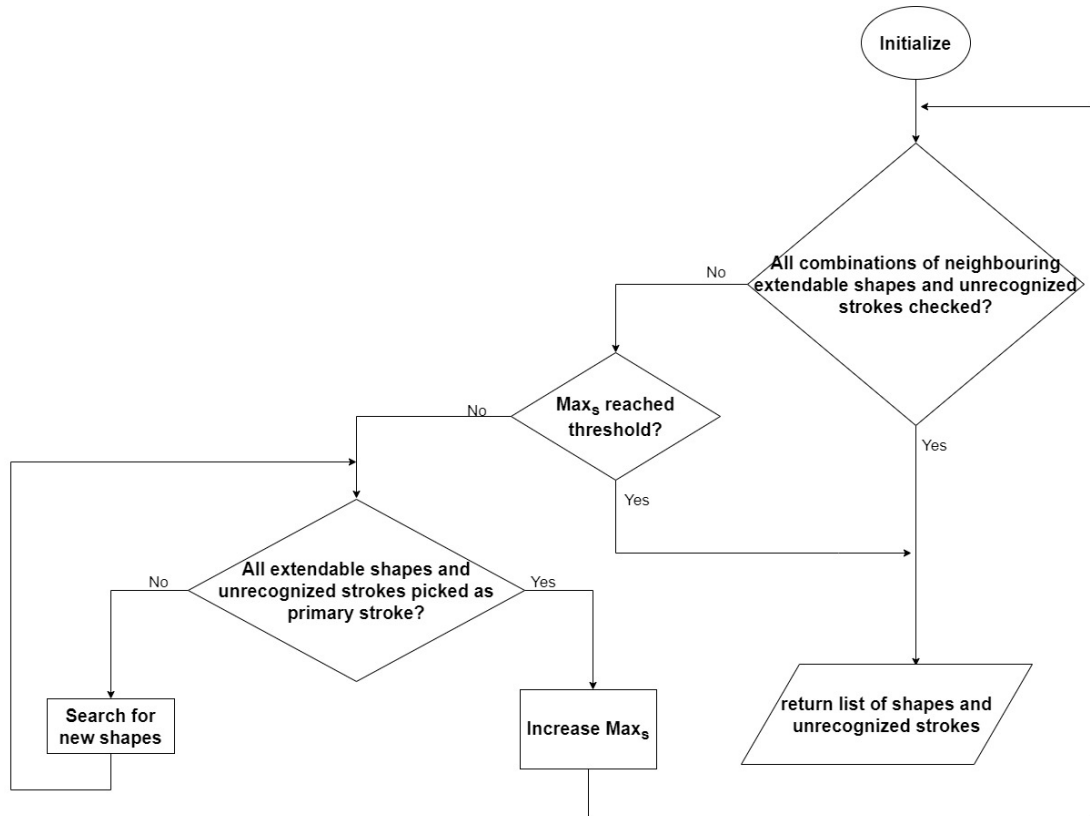 Initialize
All combinations of neighbouring
extendable shapes and unrecognized
strokes checked?
No
Yes
Maxs reached
threshold?
No
Yes
All extendable shapes and
unrecognized strokes picked as
primary stroke?
No
Yes
Search for
new shapes
Increase Maxs
return list of shapes and
unrecognized strokes